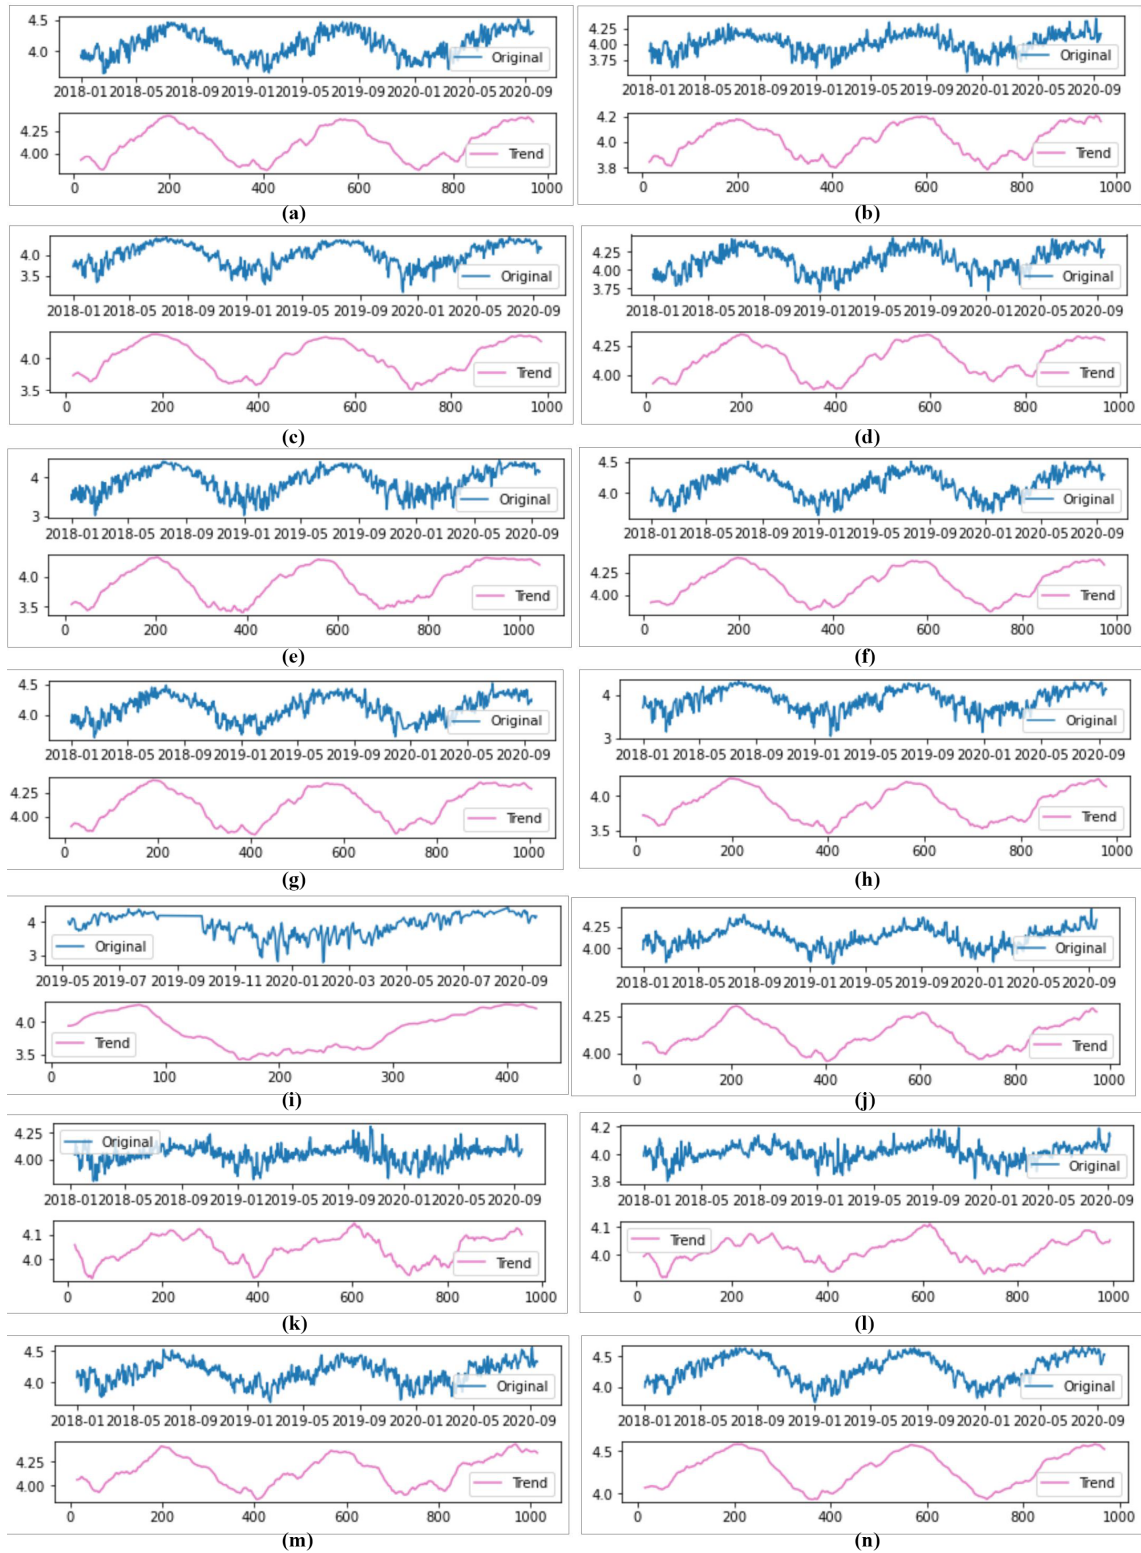 4.5
4.0
Original
2018-01 2018-05 2018-09 2019-01 2019-05 2019-09 2020-01 2020-05 2020-09
4.25
4.00
Trend
0 200 400 600 800 1000
(a)
4.25
4.00
3.75
Original
2018-01 2018-05 2018-09 2019-01 2019-05 2019-09 2020-01 2020-05 2020-09
4.2
4.0
3.8
Trend
0 200 400 600 800 1000
(b)
4.0
3.5
Original
2018-01 2018-05 2018-09 2019-01 2019-05 2019-09 2020-01 2020-05 2020-09
4.0
3.5
Trend
0 200 400 600 800 1000
(c)
4.25
4.00
3.75
Original
2018-01 2018-05 2018-09 2019-01 2019-05 2019-09 2020-01 2020-05 2020-09
4.25
4.00
Trend
0 200 400 600 800 1000
(d)
4
3
Original
2018-01 2018-05 2018-09 2019-01 2019-05 2019-09 2020-01 2020-05 2020-09
4.0
3.5
Trend
0 200 400 600 800 1000
(e)
4.5
4.0
Original
2018-01 2018-05 2018-09 2019-01 2019-05 2019-09 2020-01 2020-05 2020-09
4.25
4.00
Trend
0 200 400 600 800 1000
(f)
4.5
4.0
Original
2018-01 2018-05 2018-09 2019-01 2019-05 2019-09 2020-01 2020-05 2020-09
4.25
4.00
Trend
0 200 400 600 800 1000
(g)
4
3
Original
2018-01 2018-05 2018-09 2019-01 2019-05 2019-09 2020-01 2020-05 2020-09
4.0
3.5
Trend
0 200 400 600 800 1000
(h)
4
3
Original
2019-05 2019-07 2019-09 2019-11 2020-01 2020-03 2020-05 2020-07 2020-09
4.0
3.5
Trend
0 100 200 300 400
(i)
4.25
4.00
Original
2018-01 2018-05 2018-09 2019-01 2019-05 2019-09 2020-01 2020-05 2020-09
4.25
4.00
Trend
0 200 400 600 800 1000
(j)
4.25
4.00
Original
2018-01 2018-05 2018-09 2019-01 2019-05 2019-09 2020-01 2020-05 2020-09
4.1
4.0
Trend
0 200 400 600 800 1000
(k)
4.2
4.0
3.8
Original
2018-01 2018-05 2018-09 2019-01 2019-05 2019-09 2020-01 2020-05 2020-09
4.1
4.0
Trend
0 200 400 600 800 1000
(l)
4.5
4.0
Original
2018-01 2018-05 2018-09 2019-01 2019-05 2019-09 2020-01 2020-05 2020-09
4.25
4.00
Trend
0 200 400 600 800 1000
(m)
4.5
4.0
Original
2018-01 2018-05 2018-09 2019-01 2019-05 2019-09 2020-01 2020-05 2020-09
4.5
4.0
Trend
0 200 400 600 800 1000
(n)